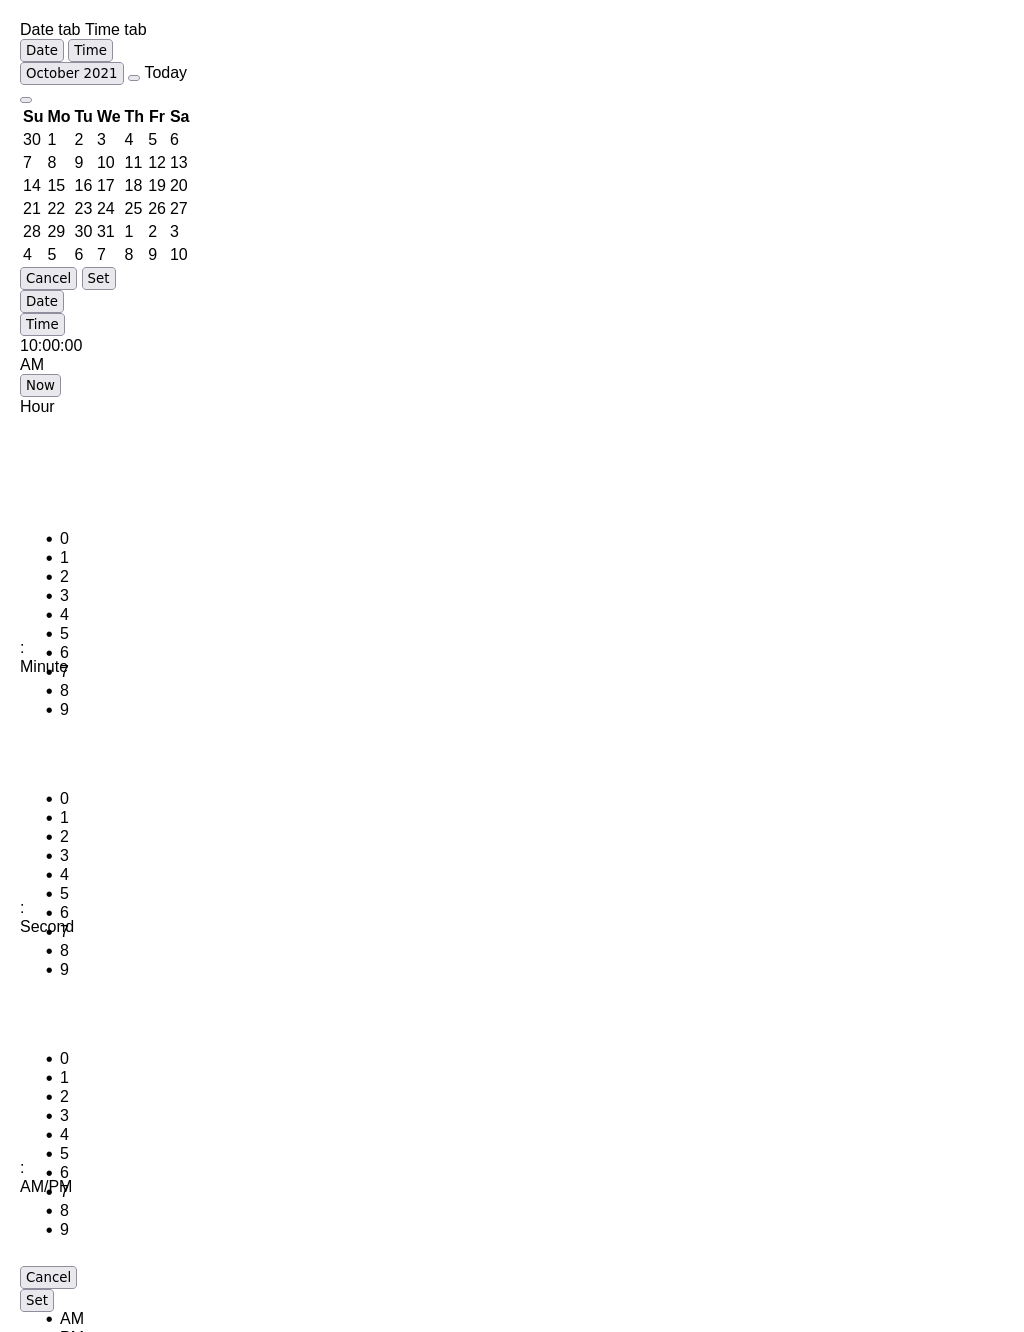 Date tab Time tab
Date Time
October 2021 Today
Su Mo Tu We Th Fr Sa
30 1 2 3 4 5 6
7 8 9 10 11 12 13
14 15 16 17 18 19 20
21 22 23 24 25 26 27
28 29 30 31 1 2 3
4 5 6 7 8 9 10
Cancel Set
Date
Time
10:00:00
AM
Now
Hour
0
1
2
3
4
5
:
6
Minute
7
8
9
0
1
2
3
4
5
:
6
Second
7
8
9
0
1
2
3
4
5
:
6
AM/PM
7
8
9
Cancel
Set
AM
PM